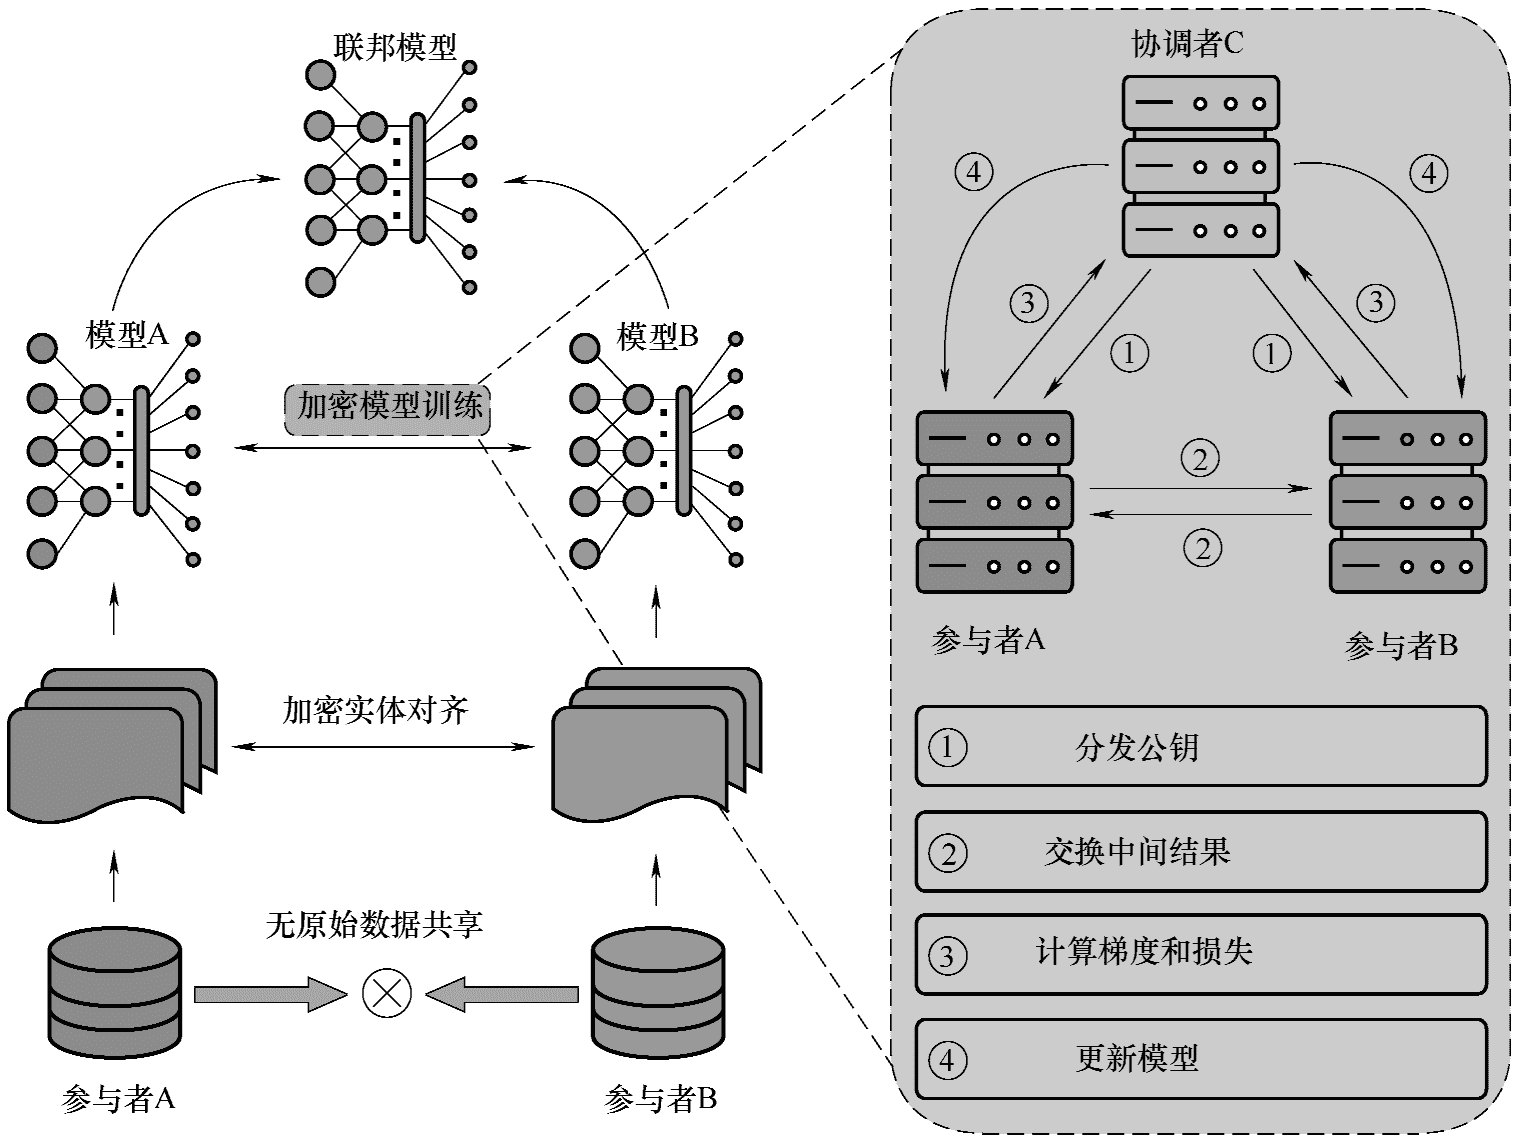 联邦模型
模型A
模型B
加密模型训练
加密实体对齐
无原始数据共享
参与者A
参与者B
协调者C
④
④
③
③
①
①
②
②
参与者A
参与者B
① 分发公钥
② 交换中间结果
③ 计算梯度和损失
④ 更新模型